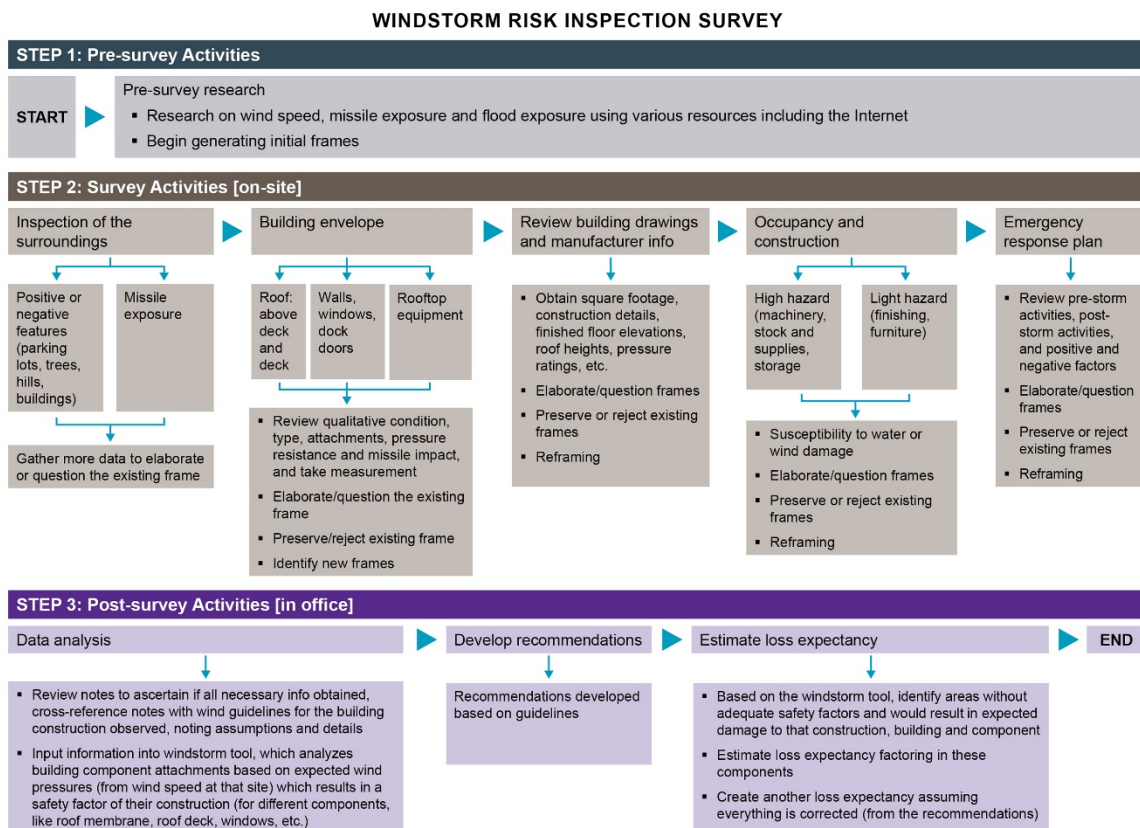 WINDSTORM RISK INSPECTION SURVEY
STEP 1: Pre-survey Activities
START
Pre-survey research
▪ Research on wind speed, missile exposure and flood exposure using various resources including the Internet
▪ Begin generating initial frames
STEP 2: Survey Activities [on-site]
Inspection of the
surroundings
Positive or
negative
features
(parking
lots, trees,
hills,
buildings)
Missile
exposure
Gather more data to elaborate
or question the existing frame
Building envelope
Roof:
above
deck
and
deck
Walls,
windows,
dock
doors
Rooftop
equipment
▪ Review qualitative condition,
type, attachments, pressure
resistance and missile impact,
and take measurement
▪ Elaborate/question the existing
frame
▪ Preserve/reject existing frame
▪ Identify new frames
Review building drawings
and manufacturer info
▪ Obtain square footage,
construction details,
finished floor elevations,
roof heights, pressure
ratings, etc.
▪ Elaborate/question frames
▪ Preserve or reject existing
frames
▪ Reframing
Occupancy and
construction
High hazard
(machinery,
stock and
supplies,
storage
Light hazard
(finishing,
furniture)
▪ Susceptibility to water or
wind damage
▪ Elaborate/question frames
▪ Preserve or reject existing
frames
▪ Reframing
Emergency
response plan
▪ Review pre-storm
activities, post-
storm activities,
and positive and
negative factors
▪ Elaborate/question
frames
▪ Preserve or reject
existing frames
▪ Reframing
STEP 3: Post-survey Activities [in office]
Data analysis
▪ Review notes to ascertain if all necessary info obtained,
cross-reference notes with wind guidelines for the building
construction observed, noting assumptions and details
▪ Input information into windstorm tool, which analyzes
building component attachments based on expected wind
pressures (from wind speed at that site) which results in a
safety factor of their construction (for different components,
like roof membrane, roof deck, windows, etc.)
Develop recommendations
Recommendations developed
based on guidelines
Estimate loss expectancy
▪ Based on the windstorm tool, identify areas without
adequate safety factors and would result in expected
damage to that construction, building and component
▪ Estimate loss expectancy factoring in these
components
▪ Create another loss expectancy assuming
everything is corrected (from the recommendations)
END